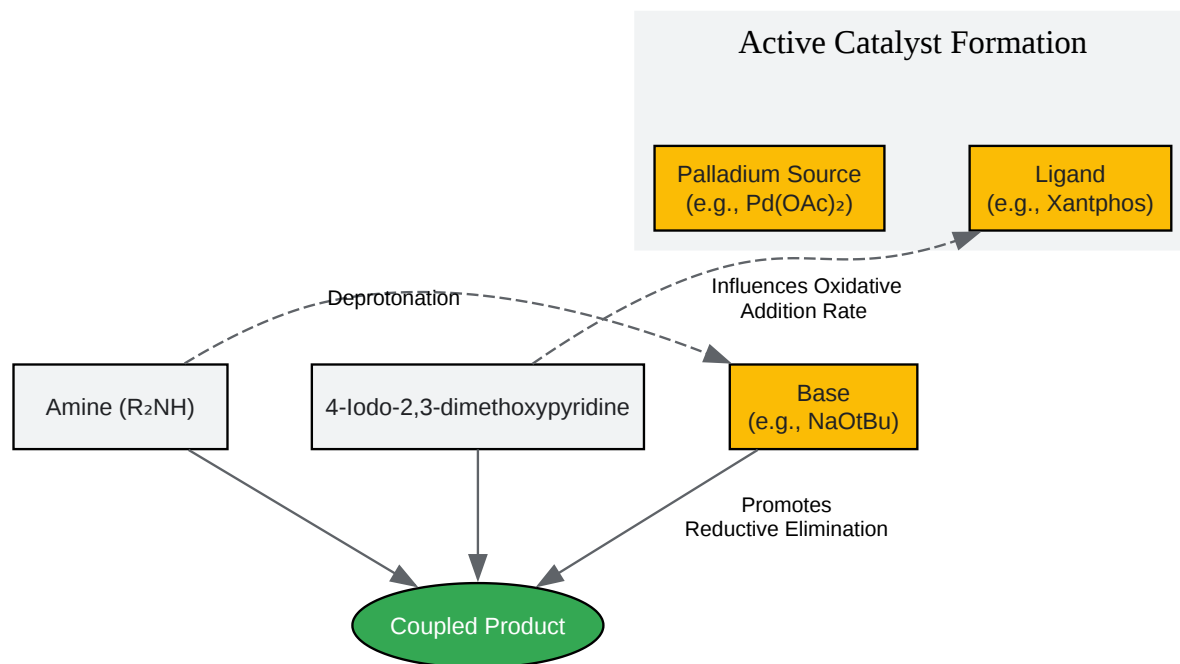 Active Catalyst Formation
Palladium Source
(e.g., Pd(OAc)₂)
Ligand
(e.g., Xantphos)
Deprotonation
Influences Oxidative
Addition Rate
Amine (R₂NH)
4-Iodo-2,3-dimethoxypyridine
Base
(e.g., NaOtBu)
Promotes
Reductive Elimination
Coupled Product